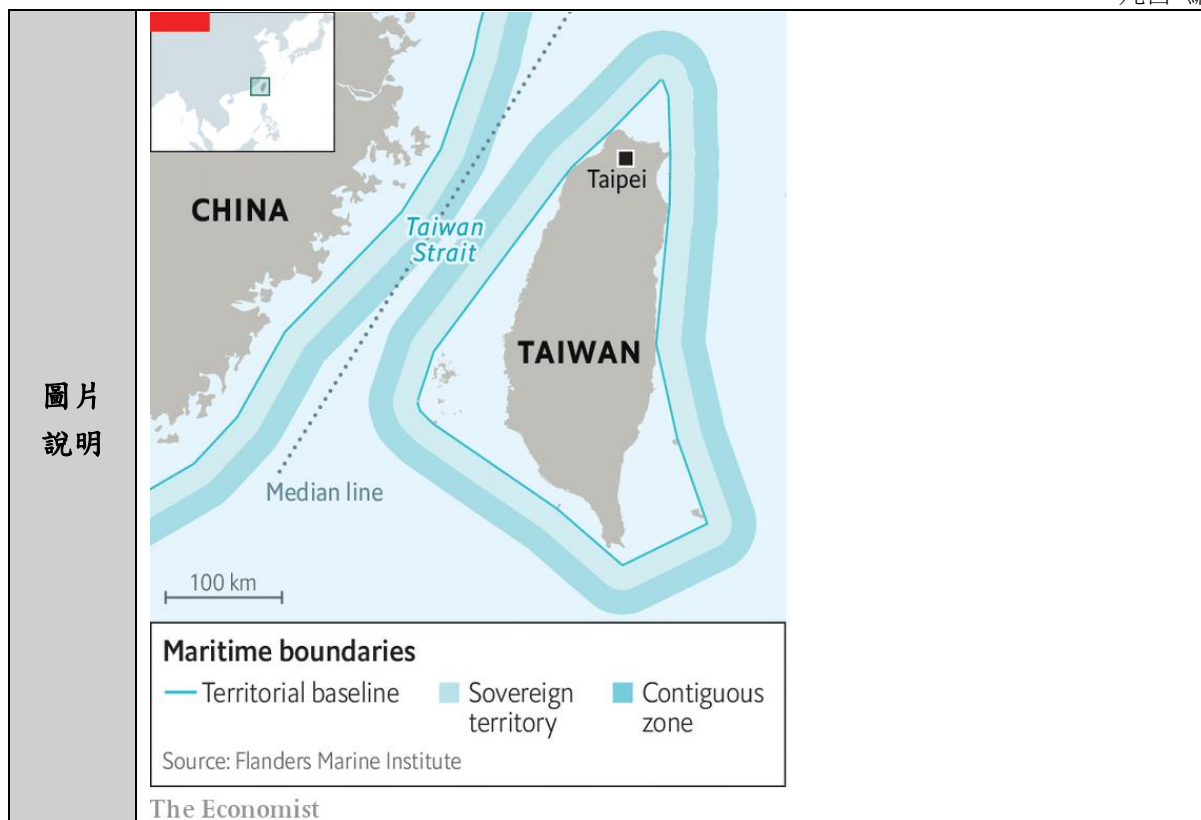 圖片
說明
CHINA
Taipei
Taiwan
Strait
TAIWAN
Median line
100 km
Maritime boundaries
Territorial baseline
Sovereign
territory
Contiguous
zone
Source: Flanders Marine Institute
The Economist